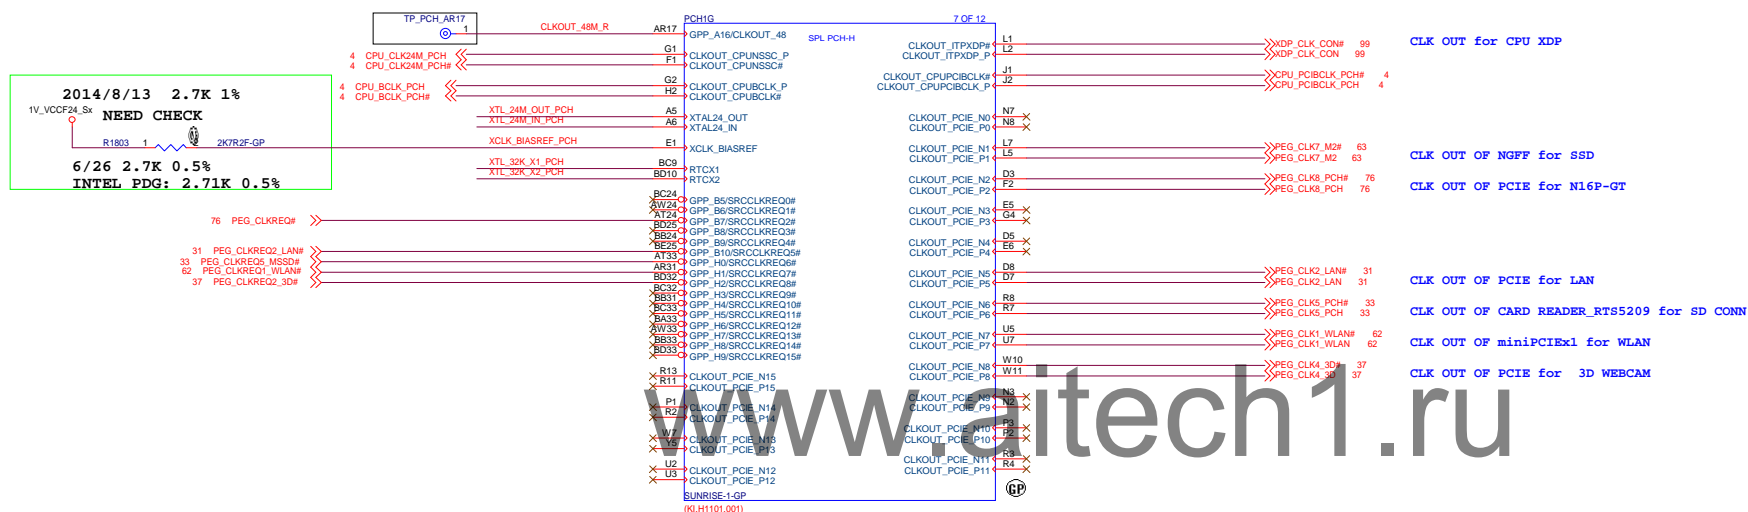 TP_PCH_AR17
1
CLKOUT_48M_R
AR17
PCH1G
7 OF 12
GPP_A16/CLKOUT_48
SPL PCH-H
4 CPU_CLK24M_PCH
G1
CLKOUT_CPUNSSC_P
4 CPU_CLK24M_PCH#
F1
CLKOUT_CPUNSSC#
4 CPU_BCLK_PCH
G2
CLKOUT_CPUBCLK_P
4 CPU_BCLK_PCH#
H2
CLKOUT_CPUBCLK#
XTL_24M_OUT_PCH
A5
XTAL24_OUT
XTL_24M_IN_PCH
A6
XTAL24_IN
2014/8/13 2.7K 1%
1V_VCCF24_Sx
NEED CHECK
R1803
1
2K7R2F-GP
6/26 2.7K 0.5%
INTEL PDG: 2.71K 0.5%
XCLK_BIASREF_PCH
E1
XCLK_BIASREF
XTL_32K_X1_PCH
BC9
RTCX1
XTL_32K_X2_PCH
BD10
RTCX2
BC24
GPP_B5/SRCCLKREQ0#
AW24
GPP_B6/SRCCLKREQ1#
76 PEG_CLKREQ#
AT24
GPP_B7/SRCCLKREQ2#
BD25
GPP_B8/SRCCLKREQ3#
BB24
GPP_B9/SRCCLKREQ4#
31 PEG_CLKREQ2_LAN#
BE25
GPP_B10/SRCCLKREQ5#
33 PEG_CLKREQ5_MSSD#
AT33
GPP_H0/SRCCLKREQ6#
62 PEG_CLKREQ1_WLAN#
AR31
GPP_H1/SRCCLKREQ7#
37 PEG_CLKREQ2_3D#
BD32
GPP_H2/SRCCLKREQ8#
BC32
GPP_H3/SRCCLKREQ9#
BB31
GPP_H4/SRCCLKREQ10#
BC33
GPP_H5/SRCCLKREQ11#
BA33
GPP_H6/SRCCLKREQ12#
AW33
GPP_H7/SRCCLKREQ13#
BB33
GPP_H8/SRCCLKREQ14#
BD33
GPP_H9/SRCCLKREQ15#
R13
CLKOUT_PCIE_N15
R11
CLKOUT_PCIE_P15
P1
CLKOUT_PCIE_N14
R2
CLKOUT_PCIE_P14
W7
CLKOUT_PCIE_N13
Y5
CLKOUT_PCIE_P13
U2
CLKOUT_PCIE_N12
U3
CLKOUT_PCIE_P12
SUNRISE-1-GP
(KI.H1101.001)
CLKOUT_ITPXDP#
L1
XDP_CLK_CON# 99
CLK OUT for CPU XDP
CLKOUT_ITPXDP_P
L2
XDP_CLK_CON 99
CLKOUT_CPUPCIBCLK#
J1
CPU_PCIBCLK_PCH# 4
CLKOUT_CPUPCIBCLK_P
J2
CPU_PCIBCLK_PCH 4
CLKOUT_PCIE_N0
N7
CLKOUT_PCIE_P0
N8
CLKOUT_PCIE_N1
L7
PEG_CLK7_M2# 63
CLKOUT_PCIE_P1
L5
PEG_CLK7_M2 63
CLK OUT OF NGFF for SSD
CLKOUT_PCIE_N2
D3
PEG_CLK8_PCH# 76
CLKOUT_PCIE_P2
F2
PEG_CLK8_PCH 76
CLK OUT OF PCIE for N16P-GT
CLKOUT_PCIE_N3
E5
CLKOUT_PCIE_P3
G4
CLKOUT_PCIE_N4
D5
CLKOUT_PCIE_P4
E6
CLKOUT_PCIE_N5
D8
PEG_CLK2_LAN# 31
CLKOUT_PCIE_P5
D7
PEG_CLK2_LAN 31
CLK OUT OF PCIE for LAN
CLKOUT_PCIE_N6
R8
PEG_CLK5_PCH# 33
CLKOUT_PCIE_P6
R7
PEG_CLK5_PCH 33
CLK OUT OF CARD READER_RTS5209 for SD CONN
CLKOUT_PCIE_N7
U5
PEG_CLK1_WLAN# 62
CLKOUT_PCIE_P7
U7
PEG_CLK1_WLAN 62
CLK OUT OF miniPCIEx1 for WLAN
CLKOUT_PCIE_N8
W10
PEG_CLK4_3D# 37
CLKOUT_PCIE_P8
W11
PEG_CLK4_3D 37
CLK OUT OF PCIE for 3D WEBCAM
CLKOUT_PCIE_N9
N3
CLKOUT_PCIE_P9
N2
CLKOUT_PCIE_N10
P3
CLKOUT_PCIE_P10
P2
CLKOUT_PCIE_N11
R3
CLKOUT_PCIE_P11
R4
GP
www.aitech1.ru